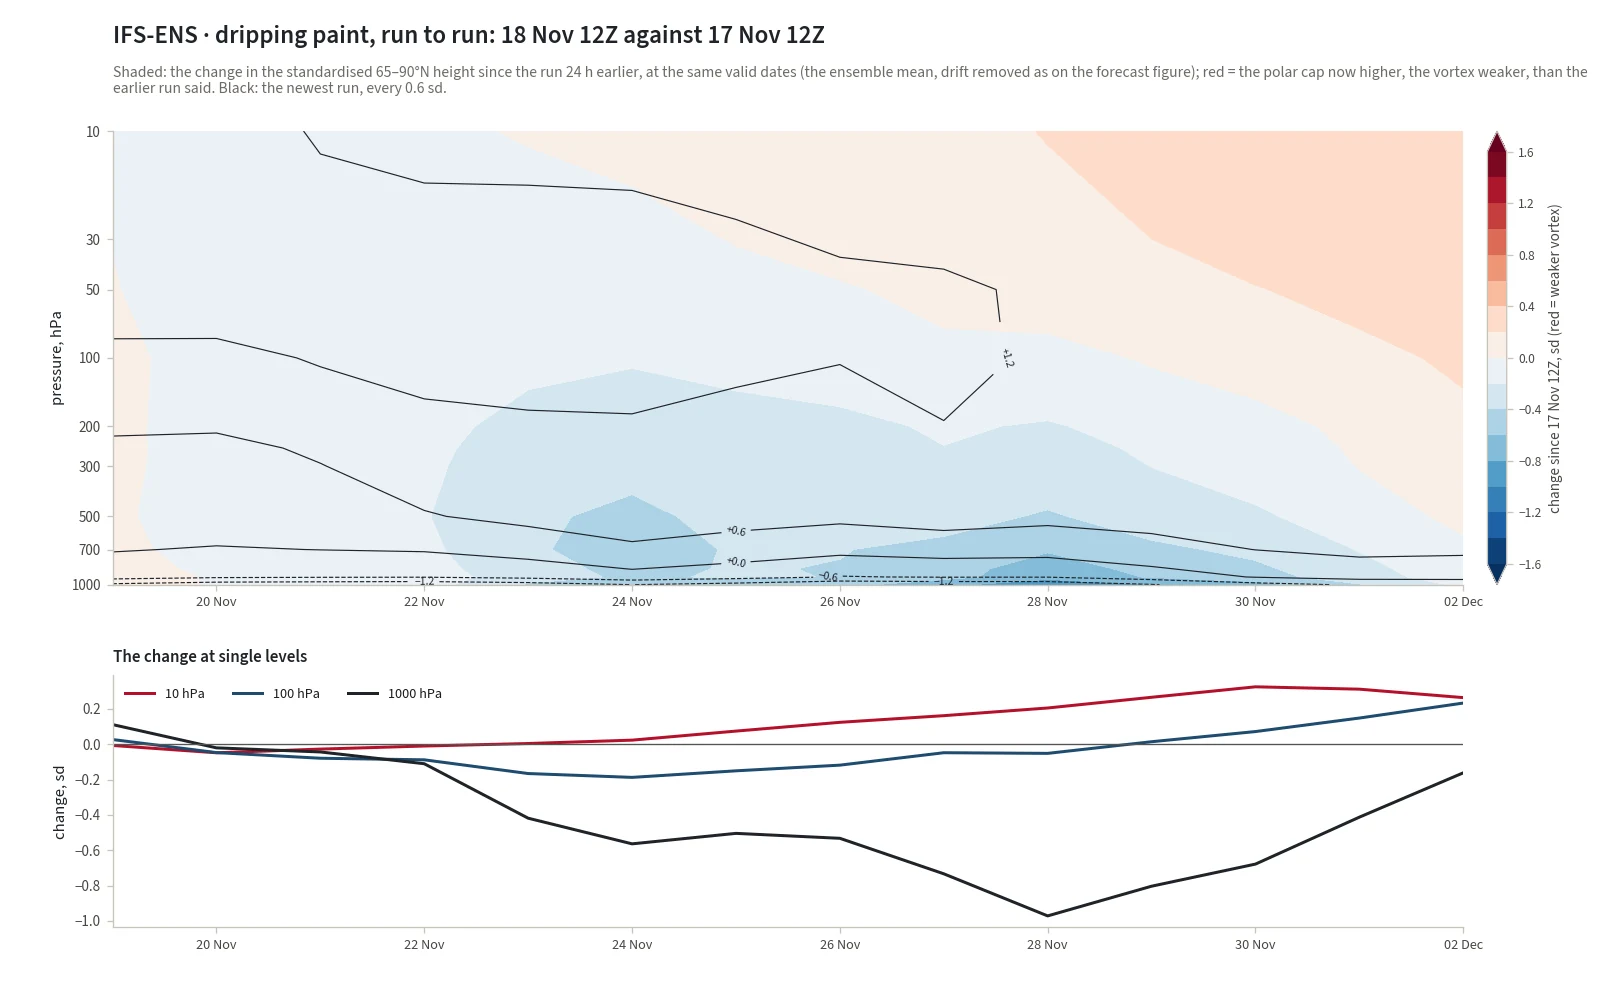 IFS-ENS · dripping paint, run to run: 18 Nov 12Z against 17 Nov 12Z
Shaded: the change in the standardised 65–90°N height since the run 24 h earlier, at the same valid dates (the ensemble mean, drift removed as on the forecast figure); red = the polar cap now higher, the vortex weaker, than the
earlier run said. Black: the newest run, every 0.6 sd.
pressure, hPa
10
30
50
100
200
300
500
700
1000
+1.2
+0.6
+0.0
−0.6
−1.2
−1.2
20 Nov
22 Nov
24 Nov
26 Nov
28 Nov
30 Nov
02 Dec
1.6
1.2
0.8
0.4
0.0
−0.4
−0.8
−1.2
−1.6
change since 17 Nov 12Z, sd (red = weaker vortex)
The change at single levels
10 hPa
100 hPa
1000 hPa
change, sd
0.2
0.0
−0.2
−0.4
−0.6
−0.8
−1.0
20 Nov
22 Nov
24 Nov
26 Nov
28 Nov
30 Nov
02 Dec